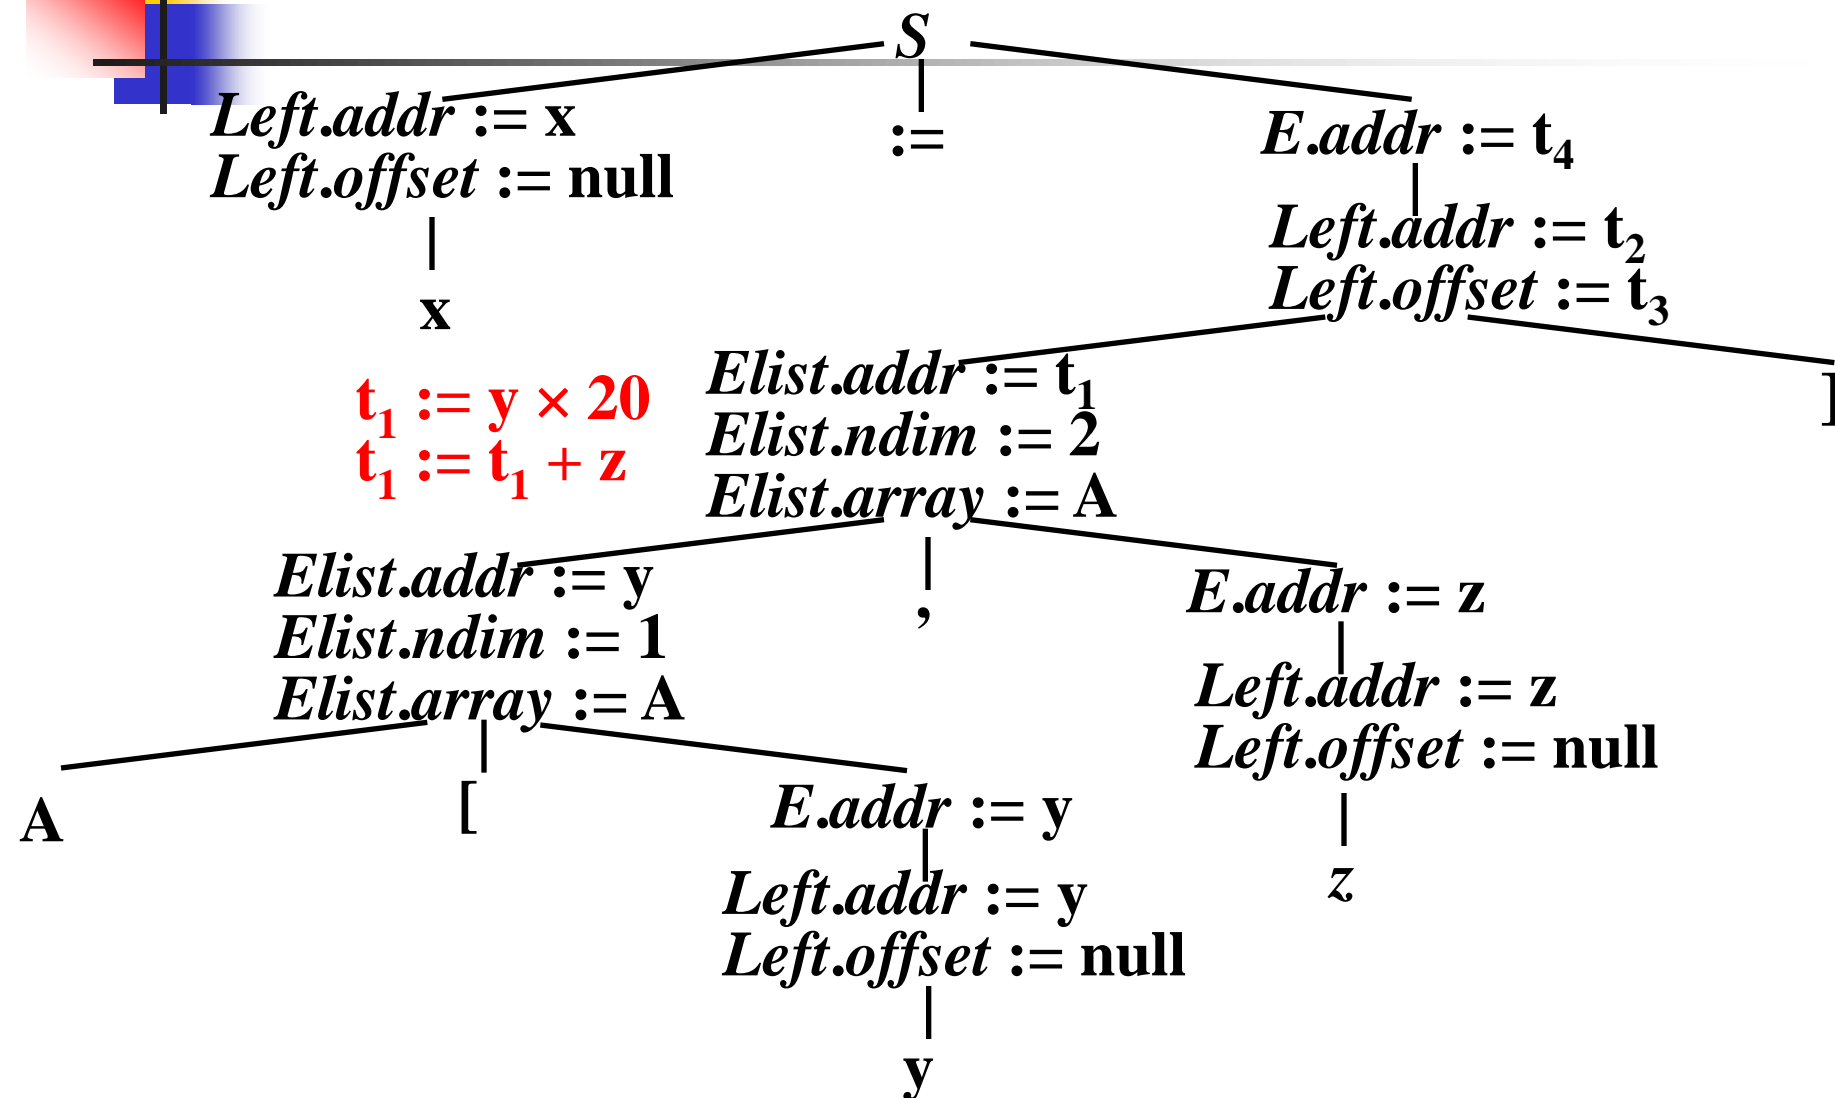 S
Left.addr := x
:=
E.addr := t₄
Left.offset := null
Left.addr := t₂
Left.offset := t₃
x
Elist.addr := t₁
]
t₁ := y × 20
Elist.ndim := 2
t₁ := t₁ + z
Elist.array := A
Elist.addr := y
,
E.addr := z
Elist.ndim := 1
Elist.array := A
Left.addr := z
Left.offset := null
A
[
E.addr := y
z
Left.addr := y
Left.offset := null
y